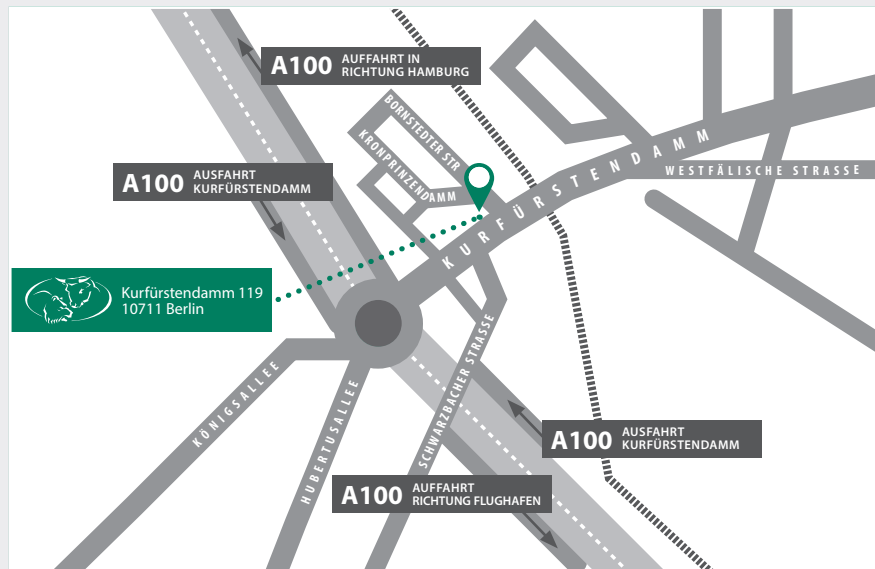 A100 AUFFAHRT IN
RICHTUNG HAMBURG
BORNSTEDTER STR
KRONPRINZENDAMM
KURFÜRSTENDAMM
WESTFÄLISCHE STRASSE
A100 AUSFAHRT
KURFÜRSTENDAMM
Kurfürstendamm 119
10711 Berlin
KÖNIGSALLEE
HUBERTUSALLEE
SCHWARZBACHER STRASSE
A100 AUSFAHRT
KURFÜRSTENDAMM
A100 AUFFAHRT
RICHTUNG FLUGHAFEN